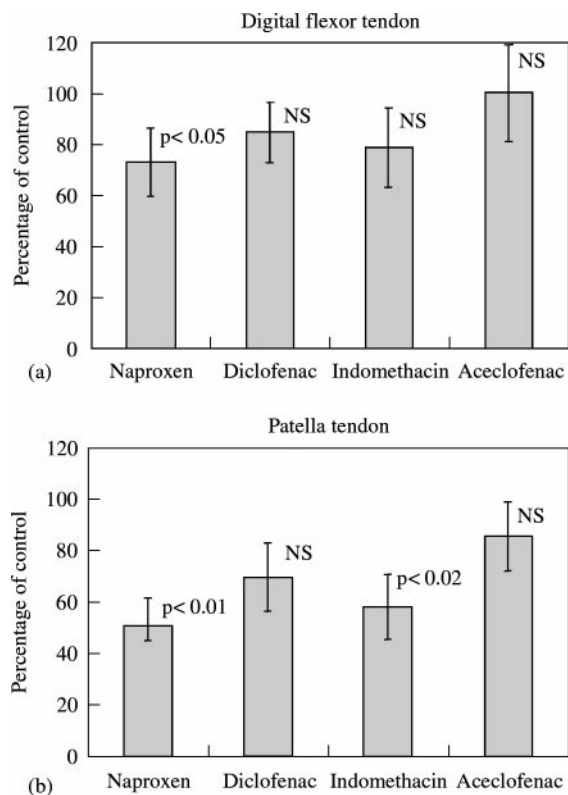 Digital flexor tendon
120
100
80
60
40
20
0
Percentage of control
p< 0.05
NS
NS
NS
(a)
Naproxen Diclofenac Indomethacin Aceclofenac
Patella tendon
120
100
80
60
40
20
0
Percentage of control
p< 0.01
NS
p< 0.02
NS
(b)
Naproxen Diclofenac Indomethacin Aceclofenac